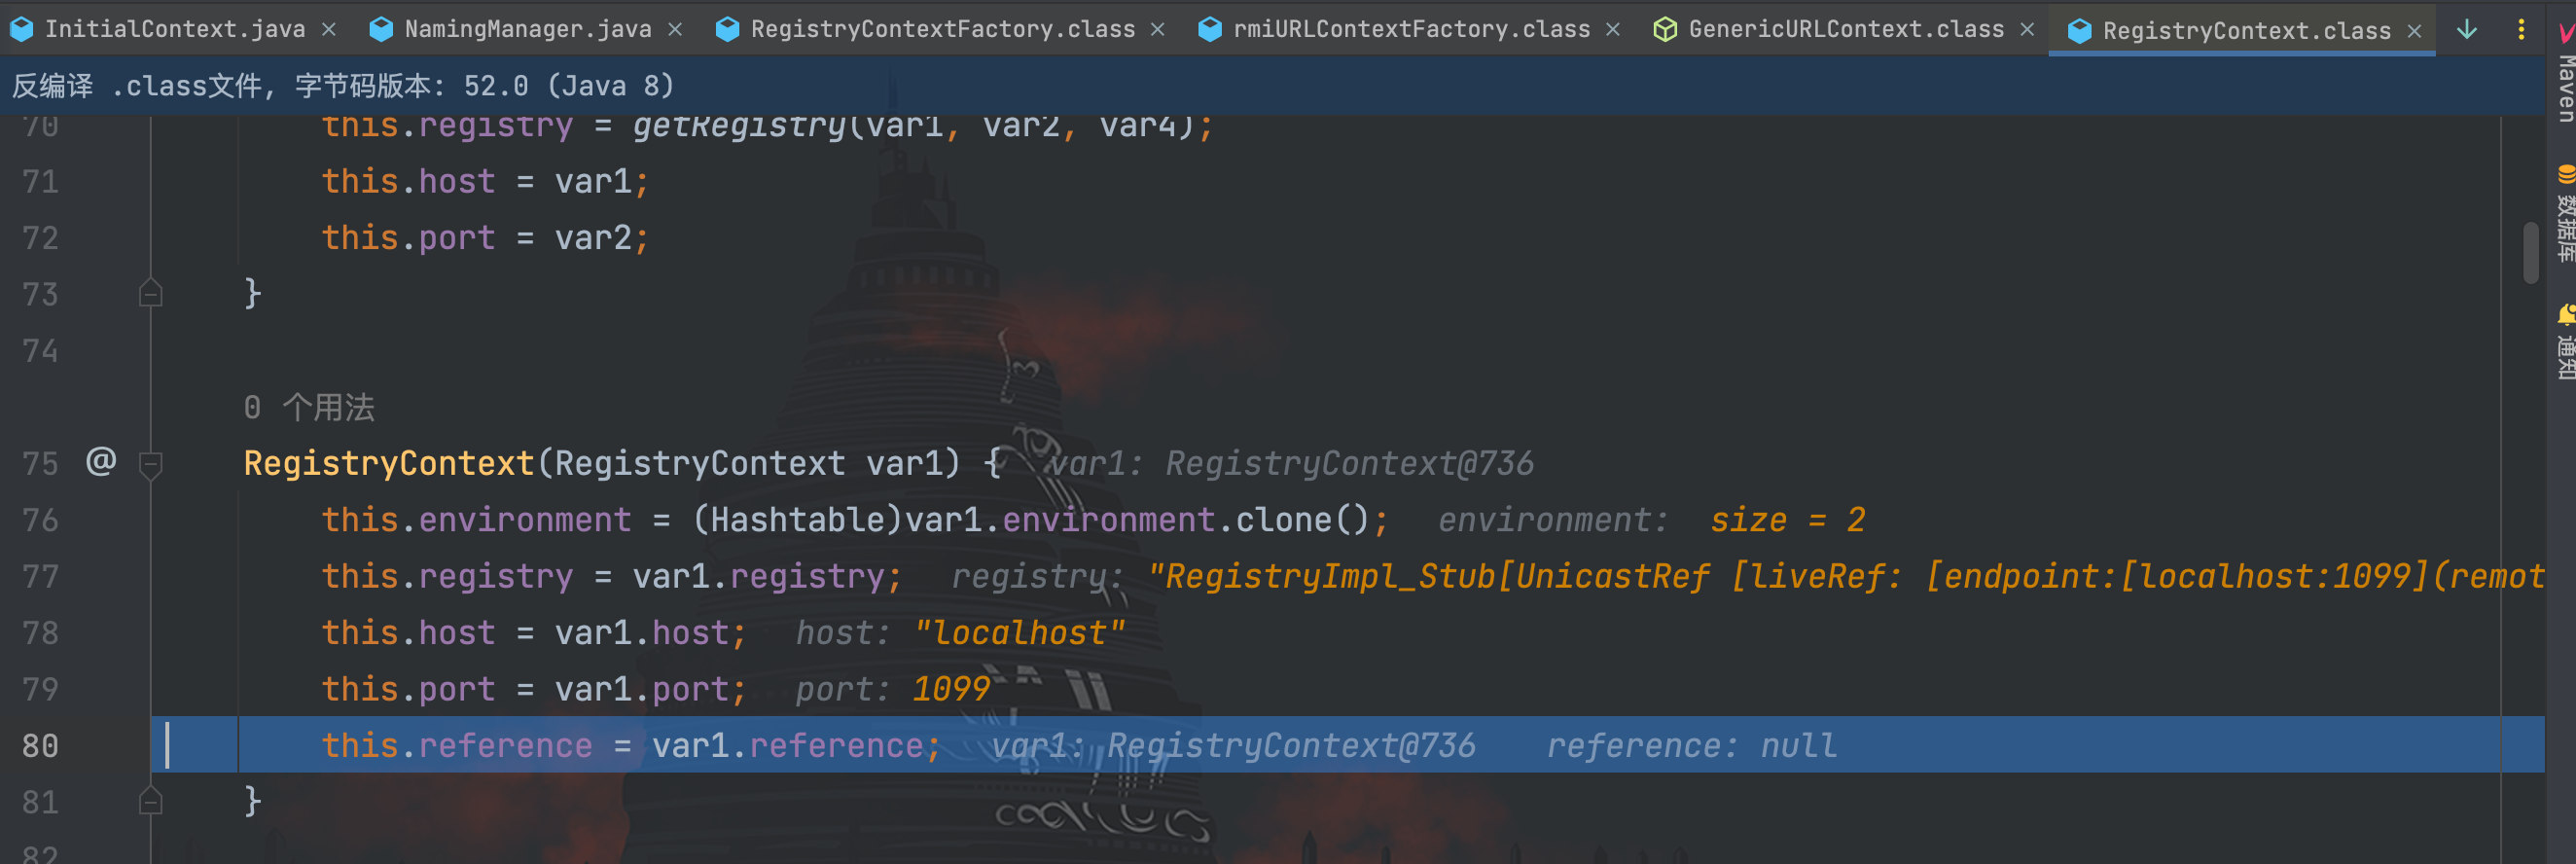 InitialContext.java × NamingManager.java × RegistryContextFactory.class × rmiURLContextFactory.class × GenericURLContext.class × RegistryContext.class ×
Maven
反编译 .class文件, 字节码版本: 52.0 (Java 8)
70 this.registry = getRegistry(var1, var2, var4);
71 this.host = var1;
数据库
72 this.port = var2;
73 }
通知
74
0 个用法
75 @ RegistryContext(RegistryContext var1) { var1: RegistryContext@736
76 this.environment = (Hashtable)var1.environment.clone(); environment: size = 2
77 this.registry = var1.registry; registry: "RegistryImpl_Stub[UnicastRef [liveRef: [endpoint:[localhost:1099](remot
78 this.host = var1.host; host: "localhost"
79 this.port = var1.port; port: 1099
80 this.reference = var1.reference; var1: RegistryContext@736 reference: null
81 }
82